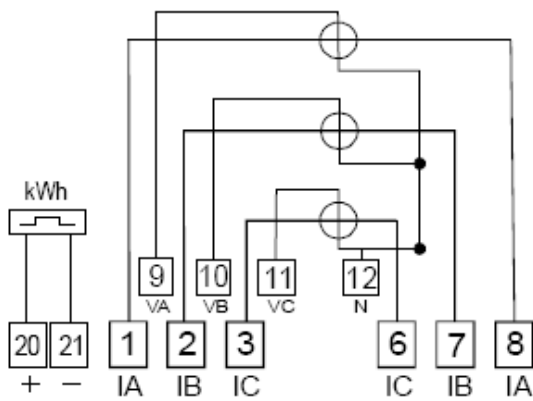 kWh
9 10 11 12
VA VB VC N
20 21 1 2 3 6 7 8
+ − IA IB IC IC IB IA